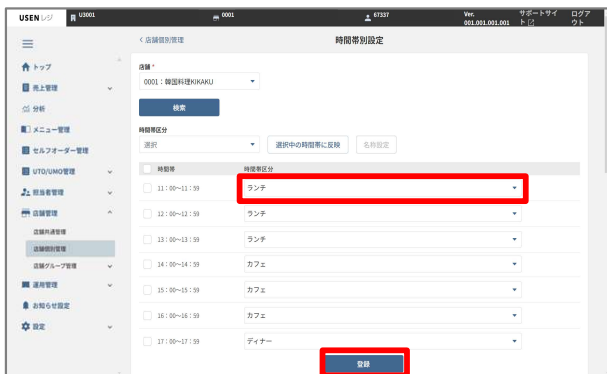 USEN レジ U3001 0001 67337 Ver. 001.001.001.001 サポートサイト ログアウト
< 店舗個別管理 時間帯別設定
トップ
売上管理
分析
メニュー管理
セルフオーダー管理
UTO/UMO管理
担当者管理
店舗管理
店舗共通管理
店舗個別管理
店舗グループ管理
運用管理
お知らせ設定
設定
店舗 *
0001：韓国料理KIKAKU
検索
時間帯区分
選択 選択中の時間帯に反映 名称設定
時間帯 時間帯区分
11：00～11：59 ランチ
12：00～12：59 ランチ
13：00～13：59 ランチ
14：00～14：59 カフェ
15：00～15：59 カフェ
16：00～16：59 カフェ
17：00～17：59 ディナー
登録